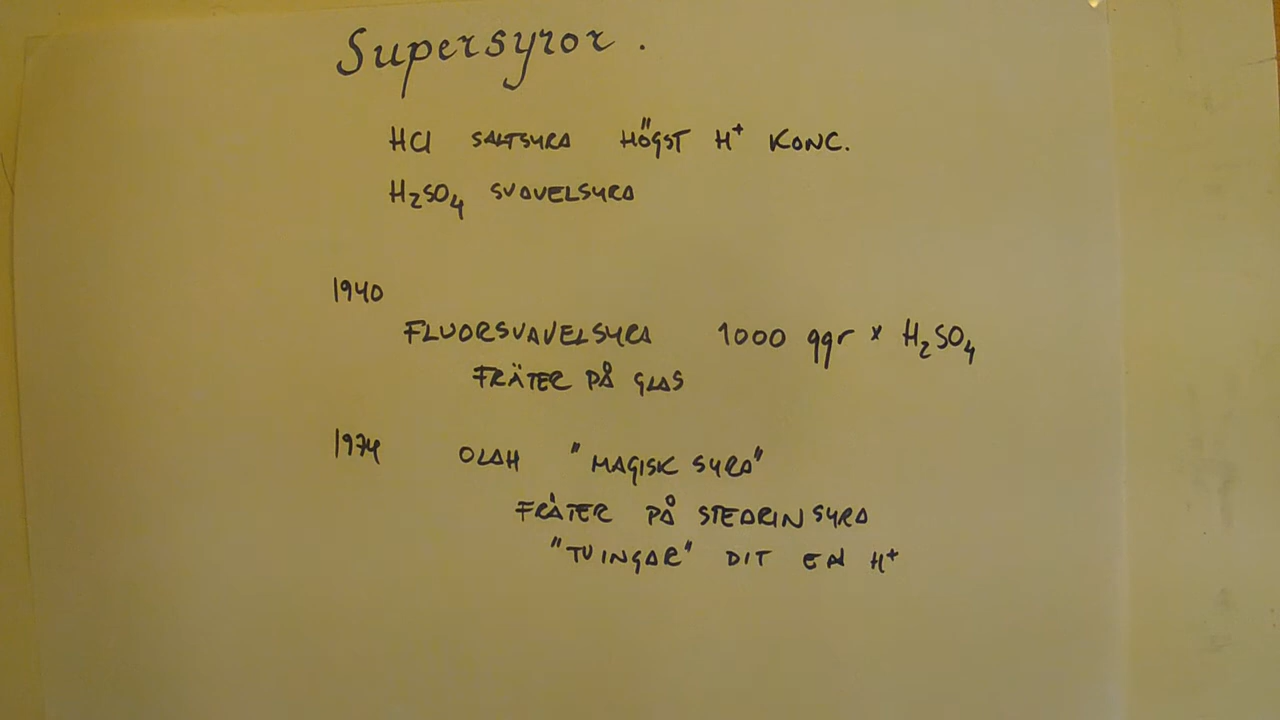 Supersyror.
HCl SALTSYRA HÖGST H⁺ KONC.
H₂SO₄ SVAVELSYRA
1940
FLUORSVAVELSYRA 1000 ggr × H₂SO₄
FRÄTER PÅ GLAS
1974 OLAH "MAGISK SYRA"
FRÄTER PÅ STEARINSYRA
"TVINGAR" DIT EN H⁺